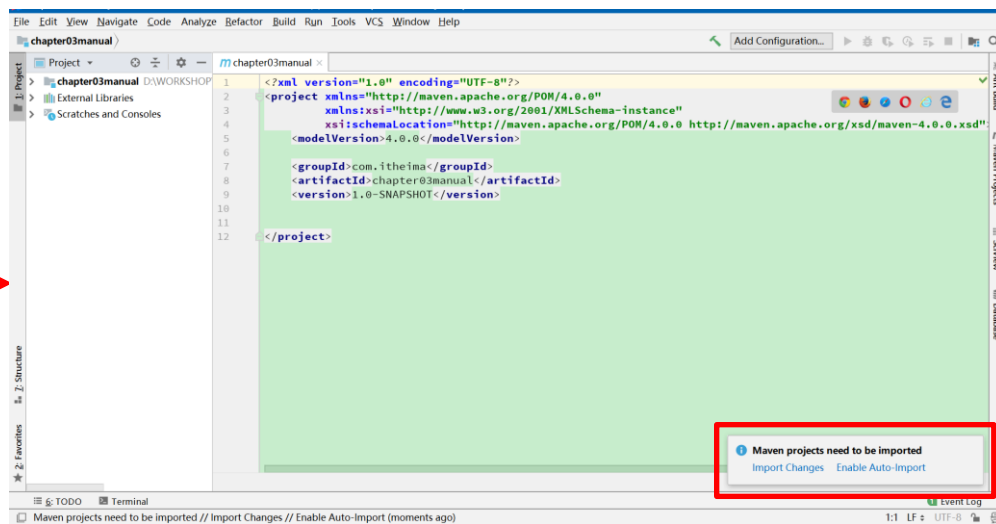 File Edit View Navigate Code Analyze Refactor Build Run Tools VCS Window Help
chapter03manual
Add Configuration...
1: Project
Project
chapter03manual D:\WORKSHOP
External Libraries
Scratches and Consoles
m chapter03manual
1 <?xml version="1.0" encoding="UTF-8"?>
2 <project xmlns="http://maven.apache.org/POM/4.0.0"
3 xmlns:xsi="http://www.w3.org/2001/XMLSchema-instance"
4 xsi:schemaLocation="http://maven.apache.org/POM/4.0.0 http://maven.apache.org/xsd/maven-4.0.0.xsd">
5 <modelVersion>4.0.0</modelVersion>
6
7 <groupId>com.itheima</groupId>
8 <artifactId>chapter03manual</artifactId>
9 <version>1.0-SNAPSHOT</version>
10
11
12 </project>
Z: Structure
2: Favorites
Maven projects need to be imported
Import Changes Enable Auto-Import
6: TODO Terminal
Event Log
Maven projects need to be imported // Import Changes // Enable Auto-Import (moments ago)
1:1 LF UTF-8